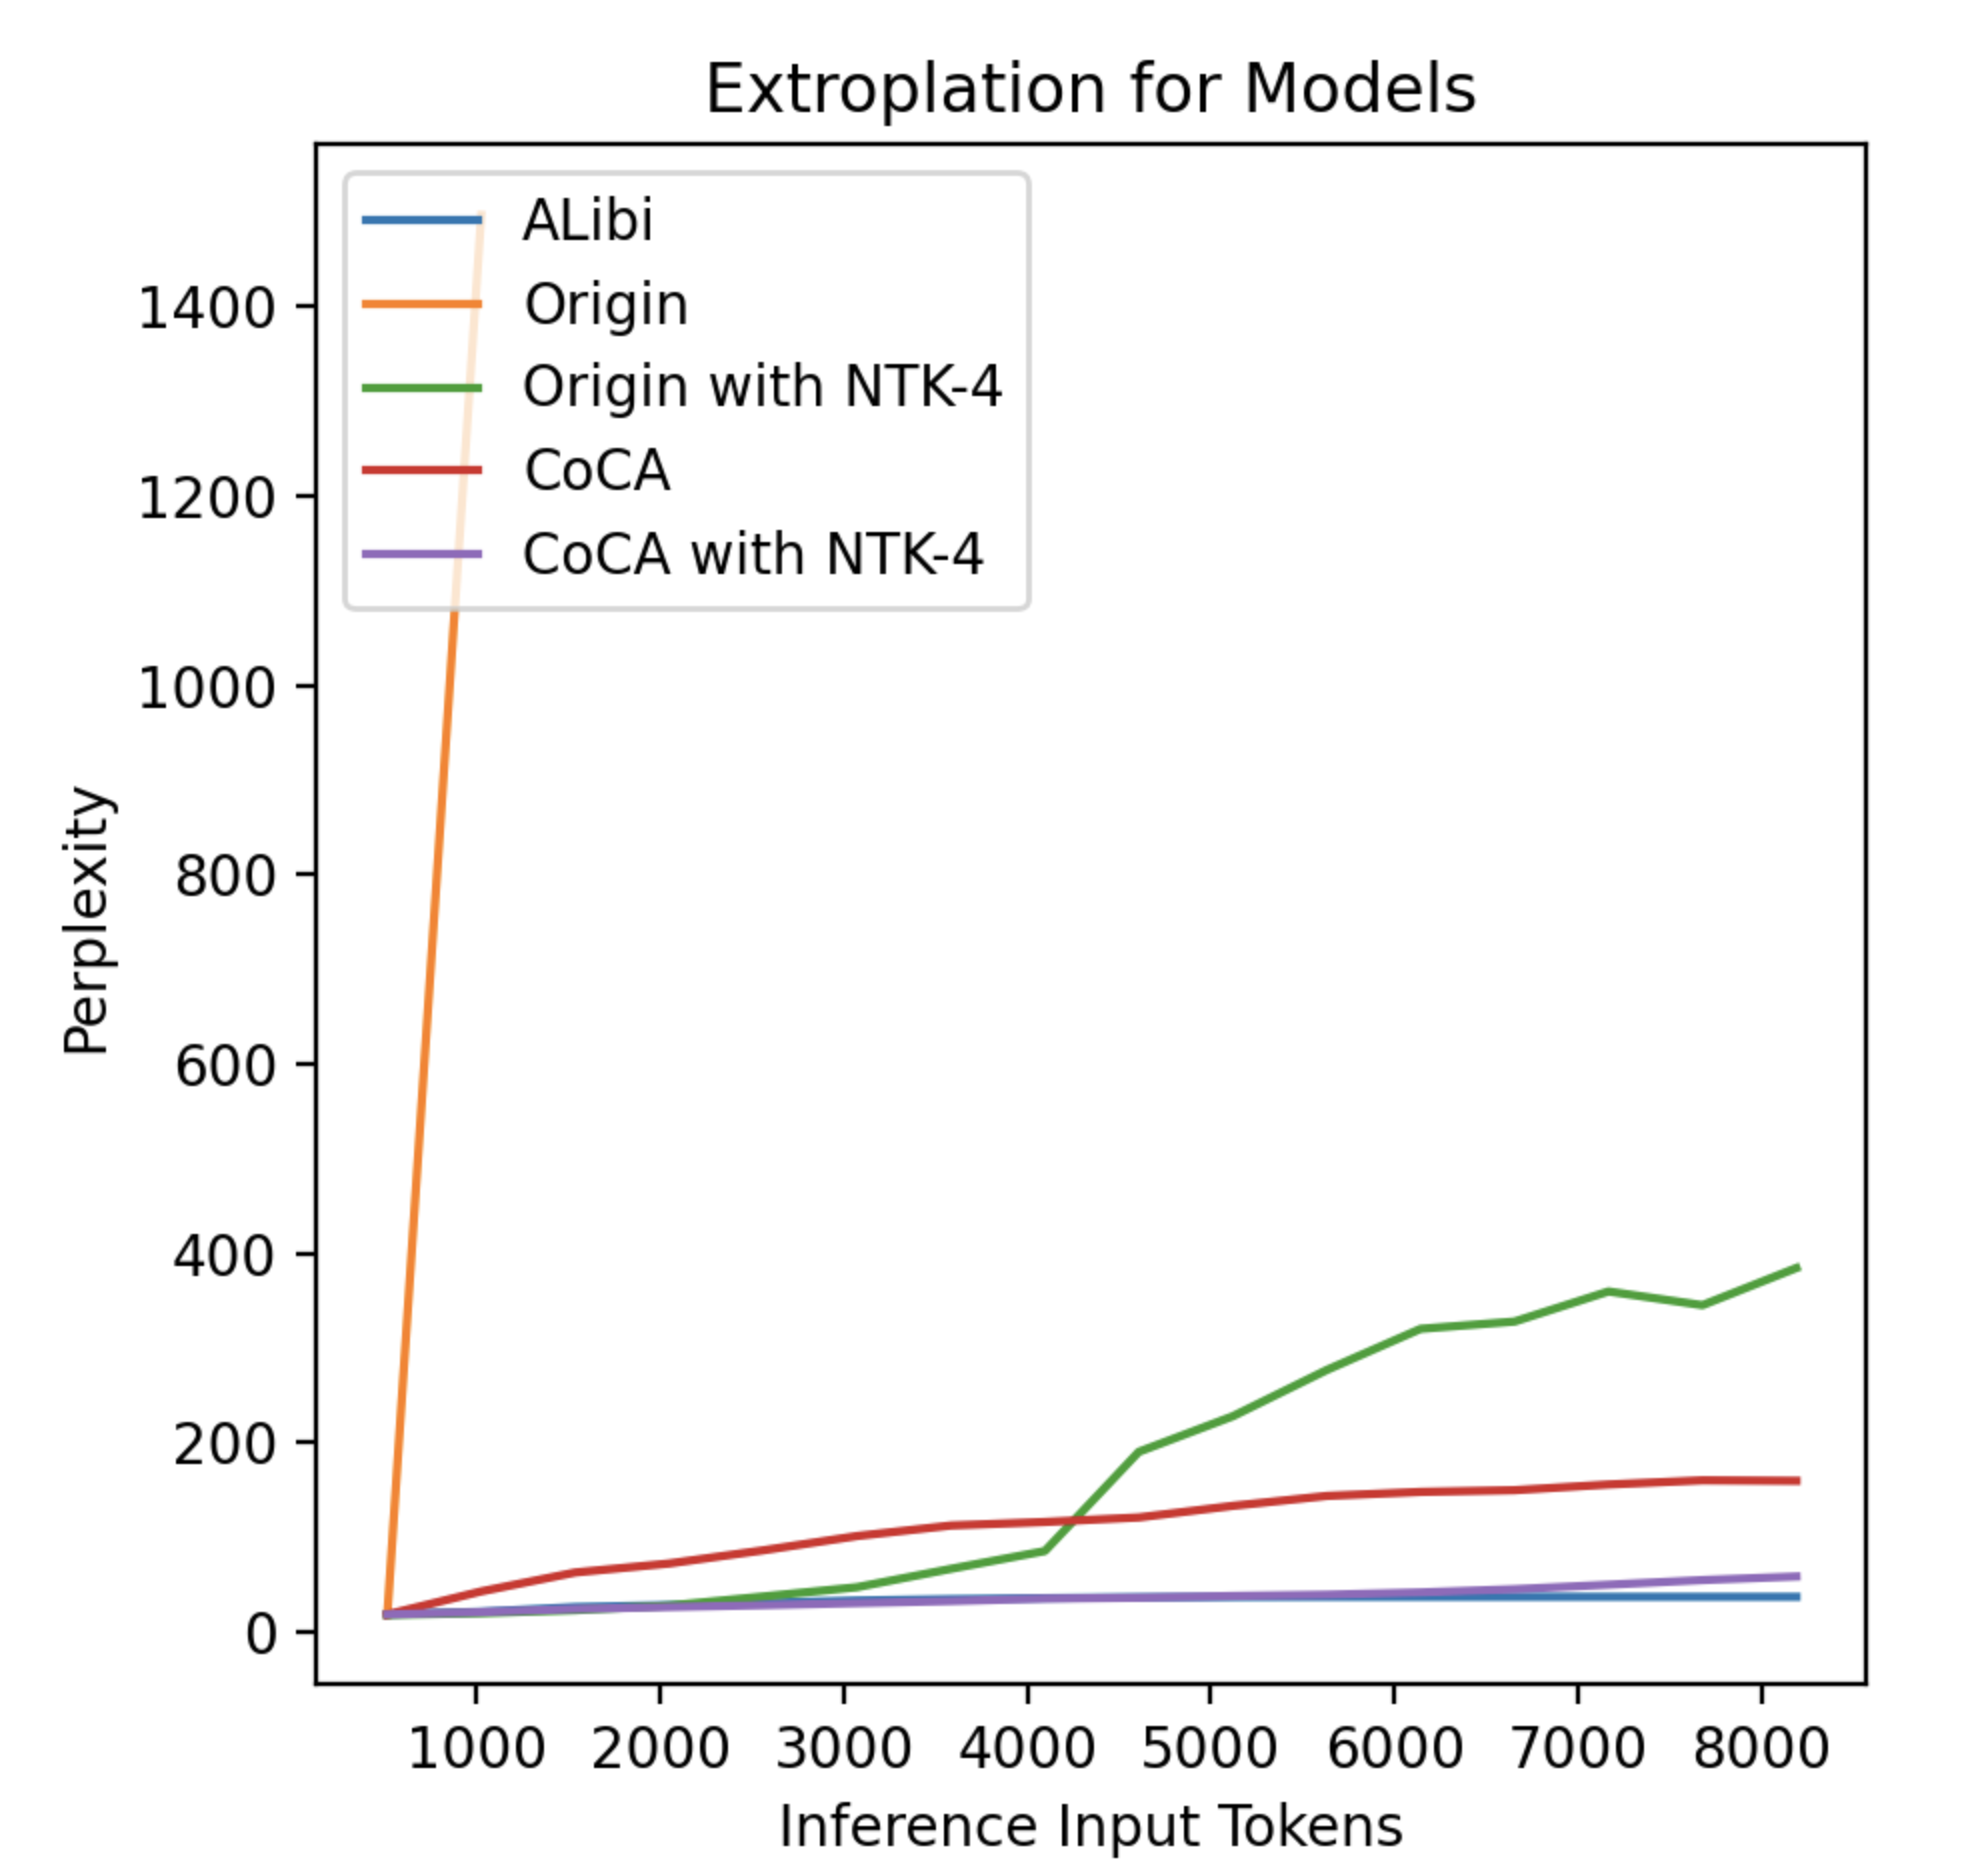 Extroplation for Models
ALibi
Origin
Origin with NTK-4
CoCA
CoCA with NTK-4
1400
1200
1000
800
600
400
200
0
Perplexity
1000 2000 3000 4000 5000 6000 7000 8000
Inference Input Tokens